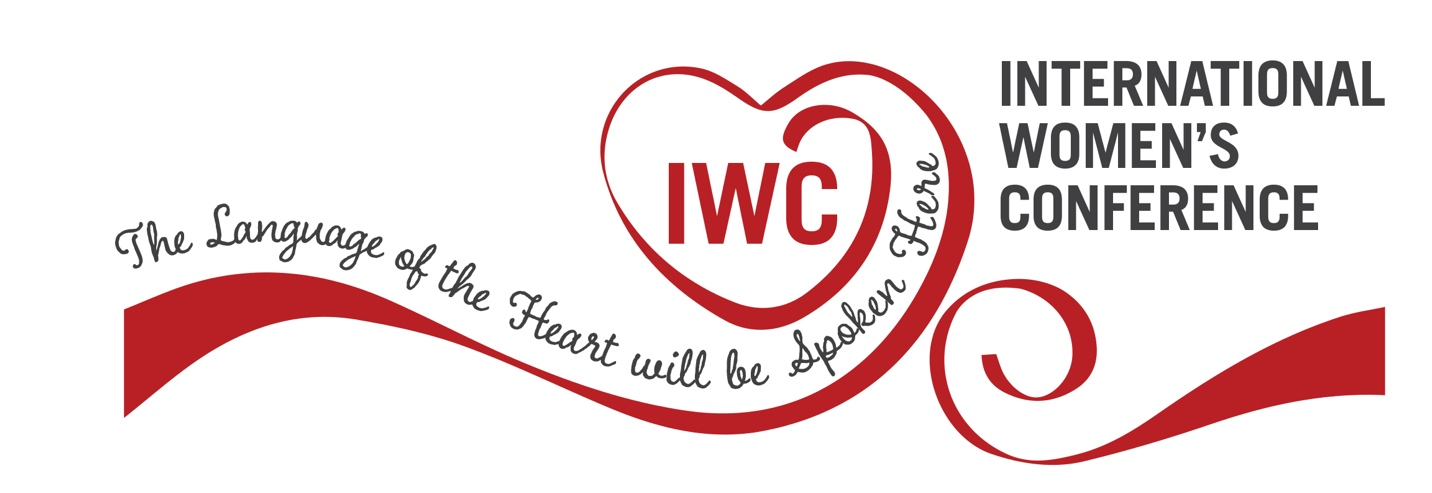 The Language of the Heart will be Spoken Here
IWC
INTERNATIONAL
WOMEN'S
CONFERENCE